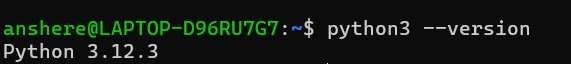 anshere@LAPTOP-D96RU7G7:~$ python3 --version
Python 3.12.3